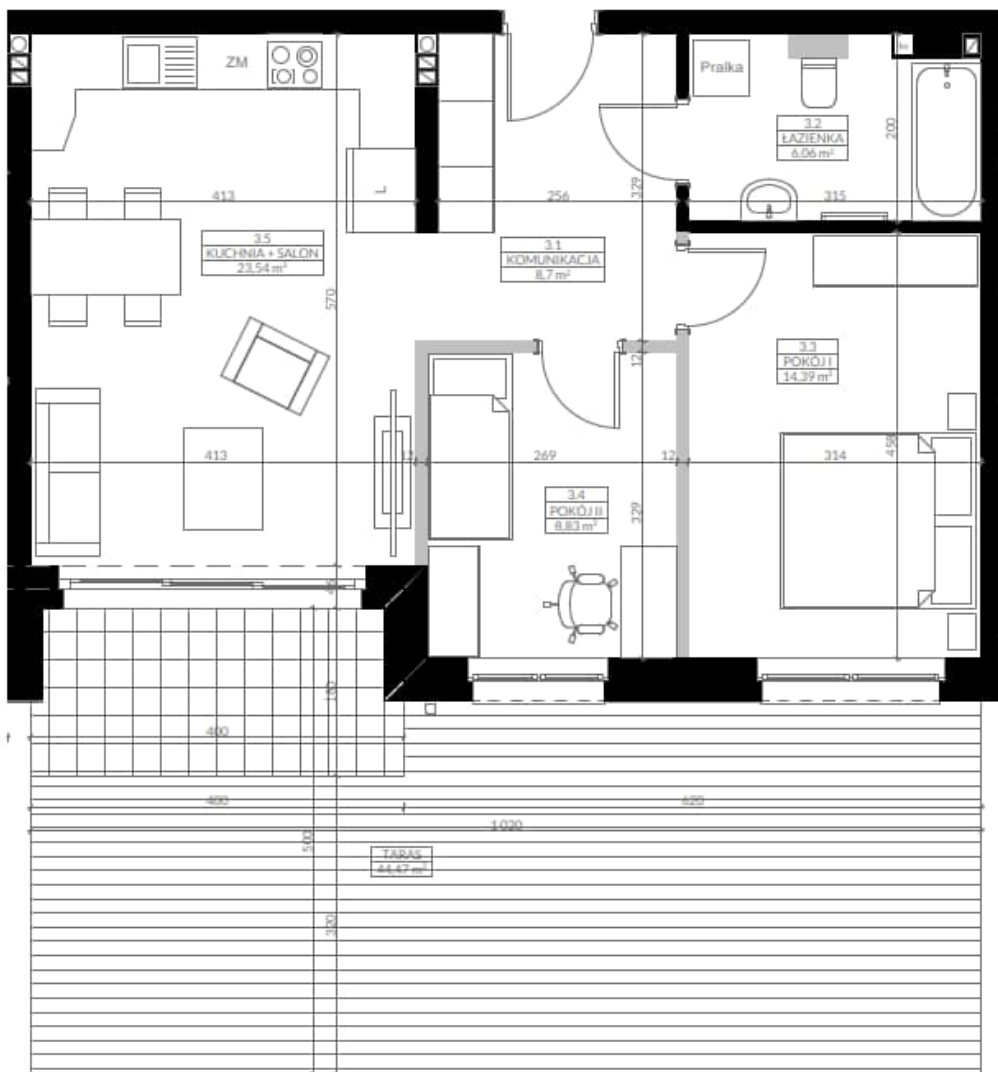 ZM
Pralka
3.2
ŁAZIENKA
6,06 m²
200
413
256
329
315
L
3.5
KUCHNIA + SALON
23,54 m²
3.1
KOMUNIKACJA
8,7 m²
570
12
3.3
POKÓJ I
14,39 m²
458
413
12
269
12
314
3.4
POKÓJ II
8,83 m²
329
45
180
400
400
620
1 020
500
TARAS
44,47 m²
320